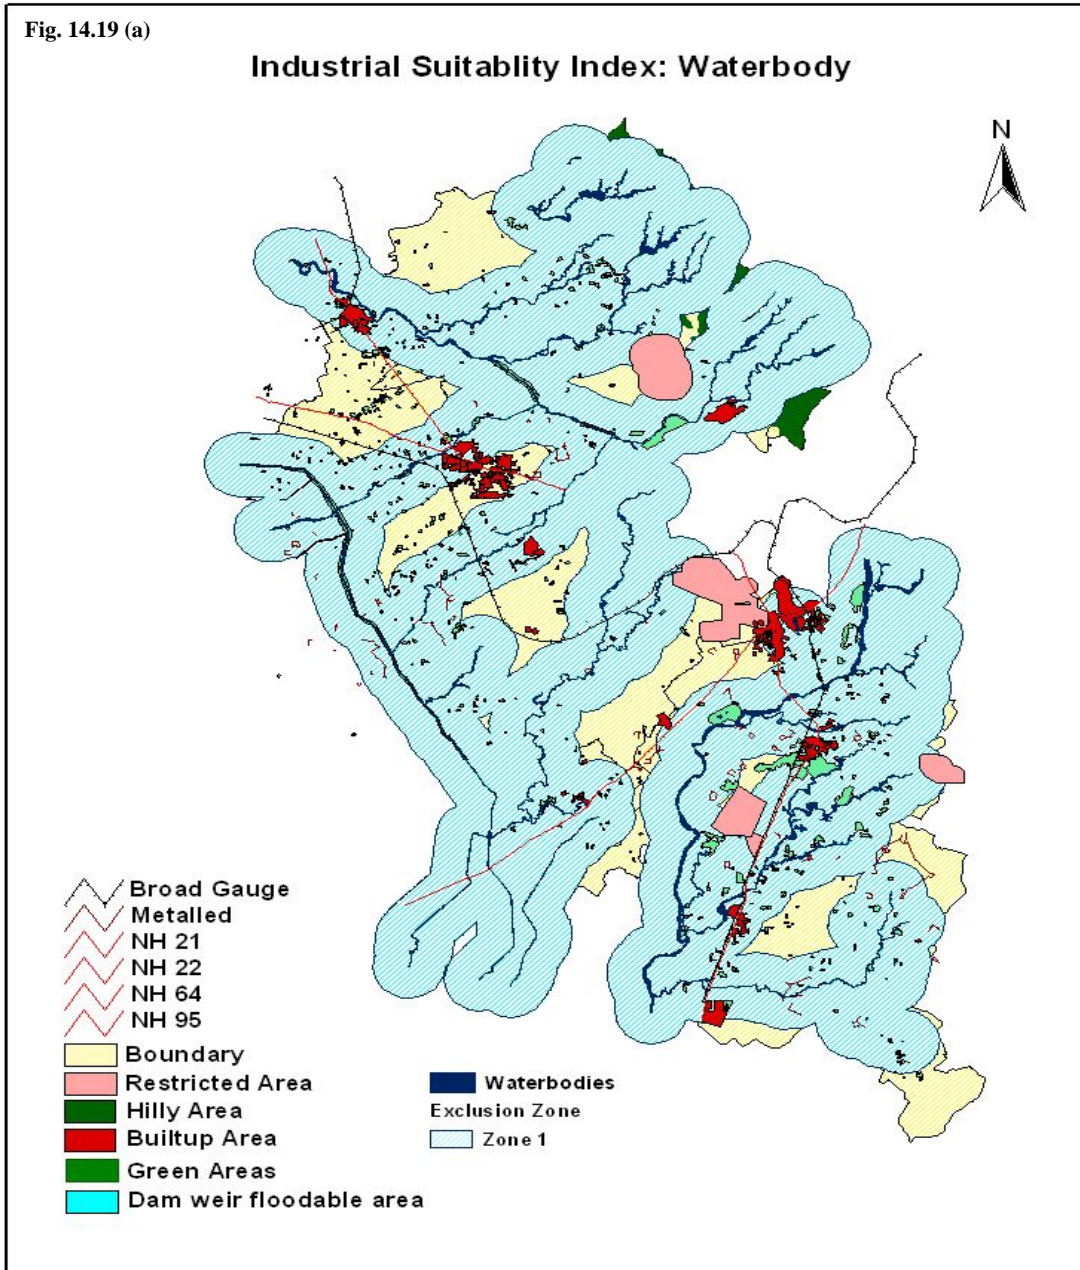 Fig. 14.19 (a)
Industrial Suitablity Index: Waterbody
N
Broad Gauge
Metalled
NH 21
NH 22
NH 64
NH 95
Boundary
Restricted Area
Hilly Area
Builtup Area
Green Areas
Dam weir floodable area
Waterbodies
Exclusion Zone
Zone 1